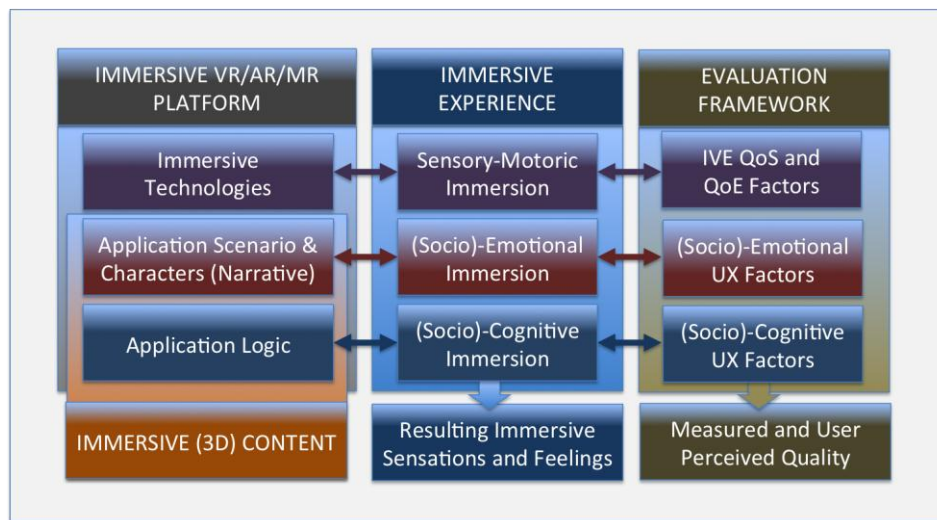 IMMERSIVE VR/AR/MR
PLATFORM
IMMERSIVE
EXPERIENCE
EVALUATION
FRAMEWORK
Immersive
Technologies
Sensory-Motoric
Immersion
IVE QoS and
QoE Factors
Application Scenario &
Characters (Narrative)
(Socio)-Emotional
Immersion
(Socio)-Emotional
UX Factors
Application Logic
(Socio)-Cognitive
Immersion
(Socio)-Cognitive
UX Factors
IMMERSIVE (3D) CONTENT
Resulting Immersive
Sensations and Feelings
Measured and User
Perceived Quality